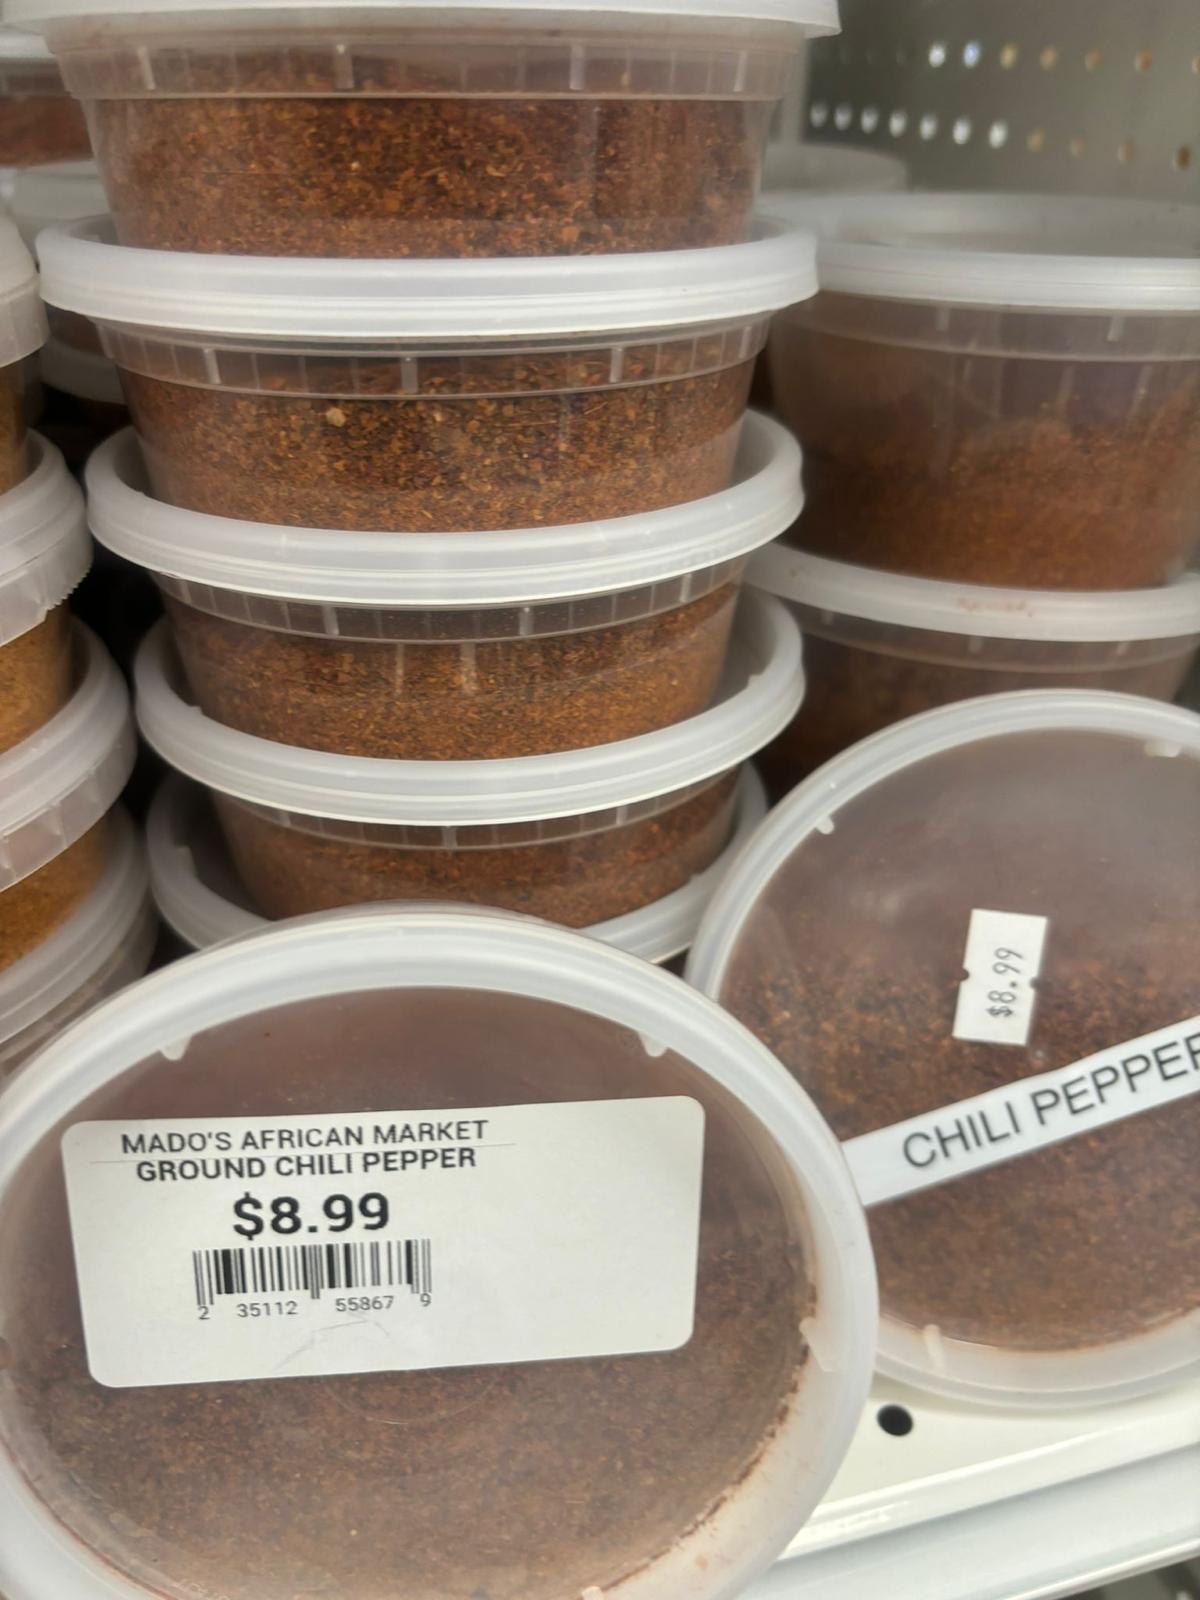 MADO'S AFRICAN MARKET
GROUND CHILI PEPPER
$8.99
2 35112 55867 9
$8.99
CHILI PEPPER